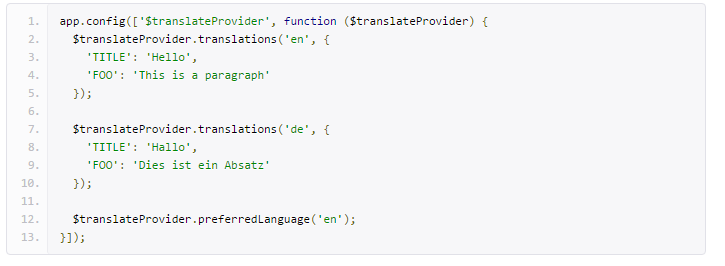 1. app.config(['$translateProvider', function ($translateProvider) {
2.   $translateProvider.translations('en', {
3.     'TITLE': 'Hello',
4.     'FOO': 'This is a paragraph'
5.   });
6.
7.   $translateProvider.translations('de', {
8.     'TITLE': 'Hallo',
9.     'FOO': 'Dies ist ein Absatz'
10.   });
11.
12.   $translateProvider.preferredLanguage('en');
13. }]);